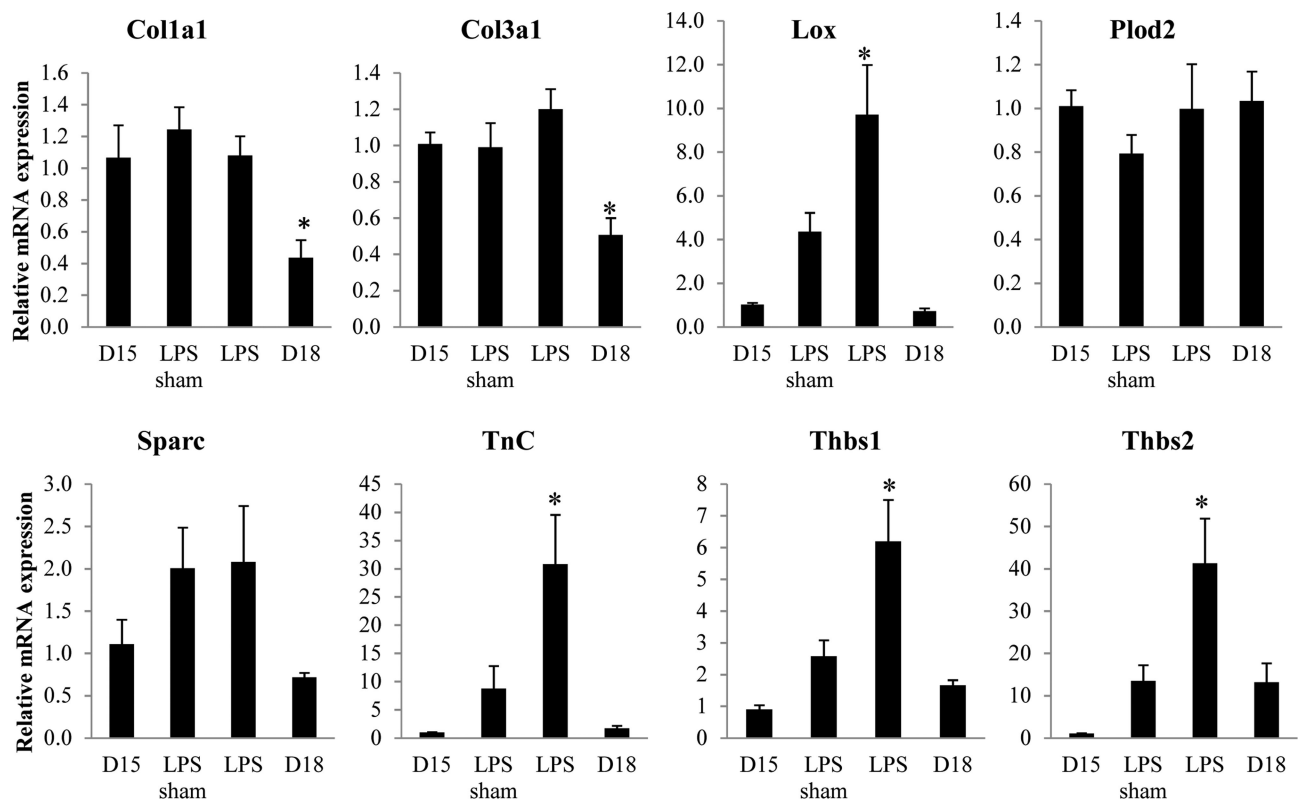 Col1a1
Col3a1
Lox
Plod2
Relative mRNA expression
1.6
1.4
1.2
1.0
0.8
0.6
0.4
0.2
0.0
*
D15 LPS LPS D18
sham
1.4
1.2
1.0
0.8
0.6
0.4
0.2
0.0
*
D15 LPS LPS D18
sham
14.0
12.0
10.0
8.0
6.0
4.0
2.0
0.0
*
D15 LPS LPS D18
sham
1.4
1.2
1.0
0.8
0.6
0.4
0.2
0.0
D15 LPS LPS D18
sham
Sparc
TnC
Thbs1
Thbs2
Relative mRNA expression
3.0
2.5
2.0
1.5
1.0
0.5
0.0
D15 LPS LPS D18
sham
45
40
35
30
25
20
15
10
5
0
*
D15 LPS LPS D18
sham
8
7
6
5
4
3
2
1
0
*
D15 LPS LPS D18
sham
60
50
40
30
20
10
0
*
D15 LPS LPS D18
sham